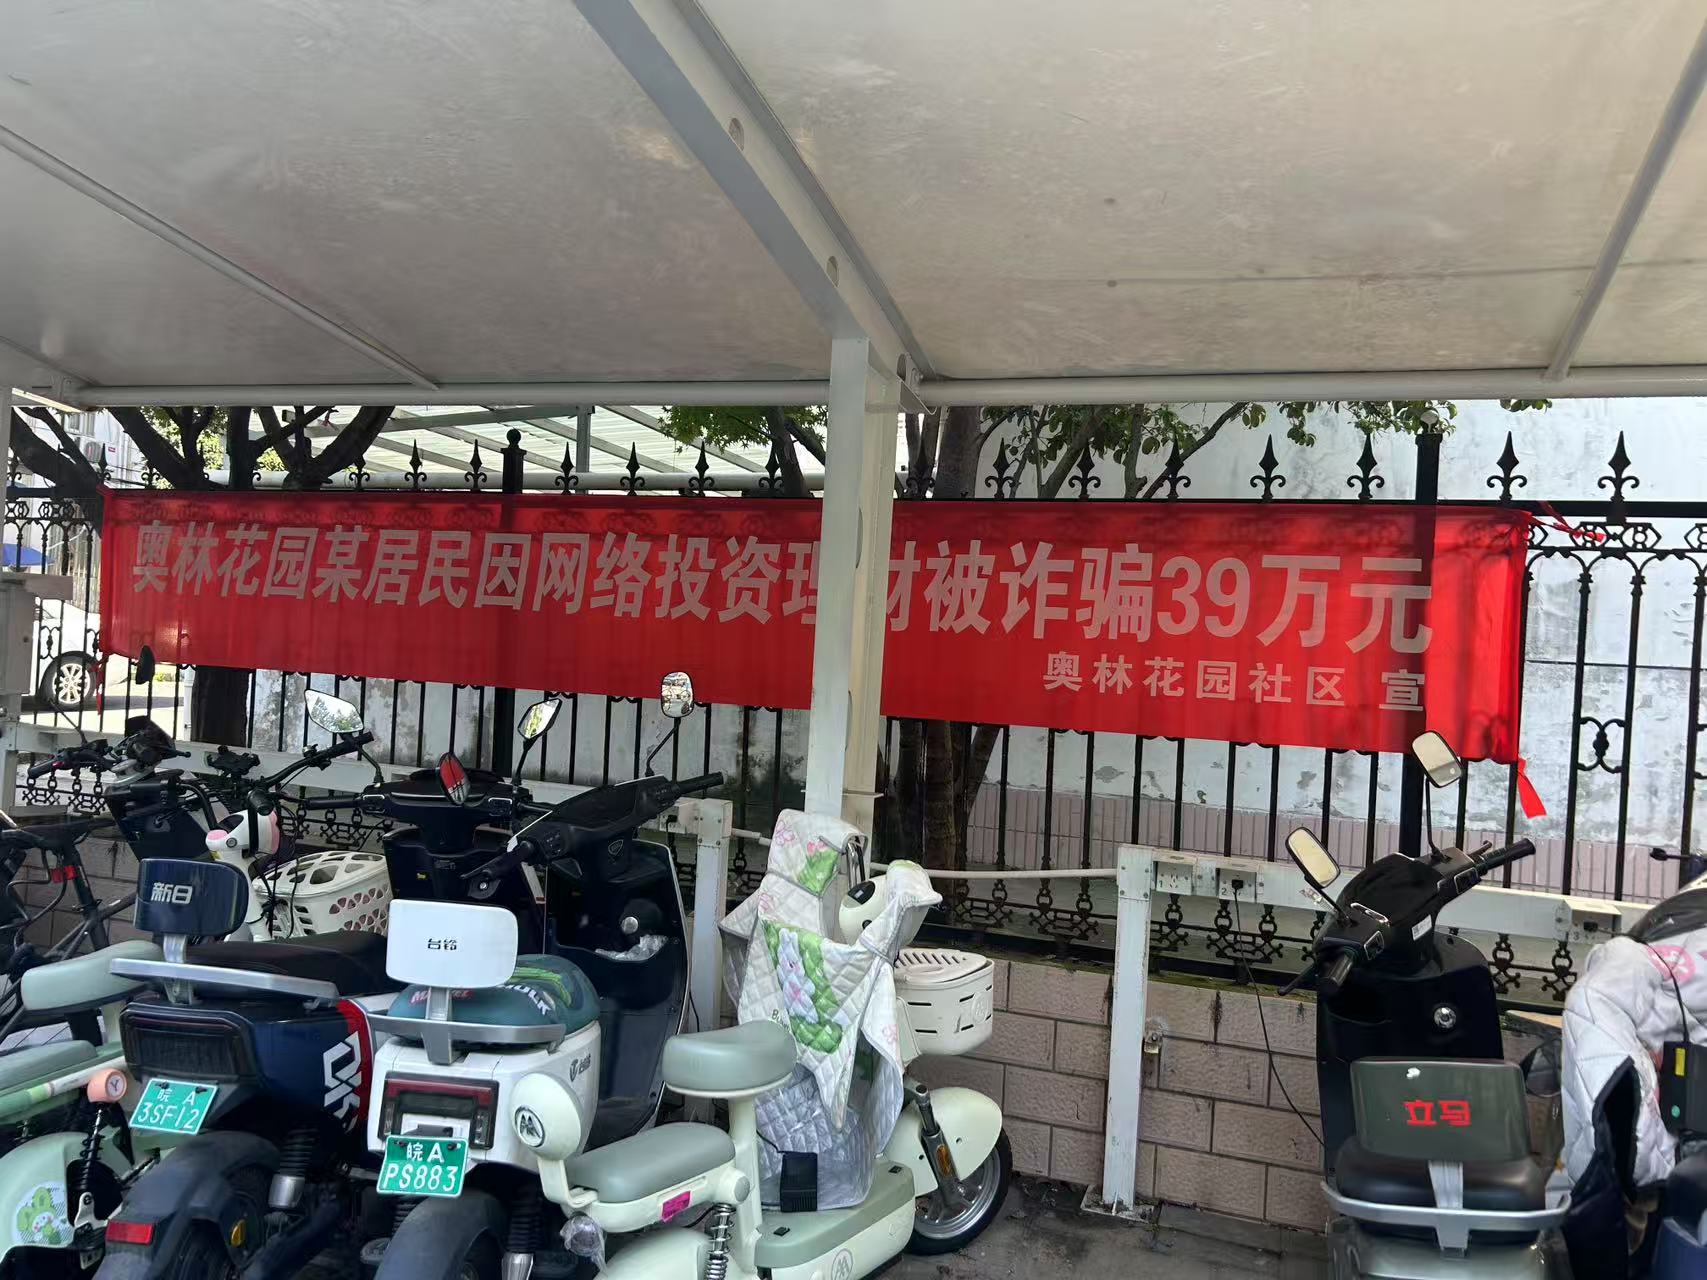 奥林花园某居民因网络投资理财被诈骗39万元
奥林花园社区 宣
新日
台铃
皖 A
3SF12
皖 A
PS883
立马